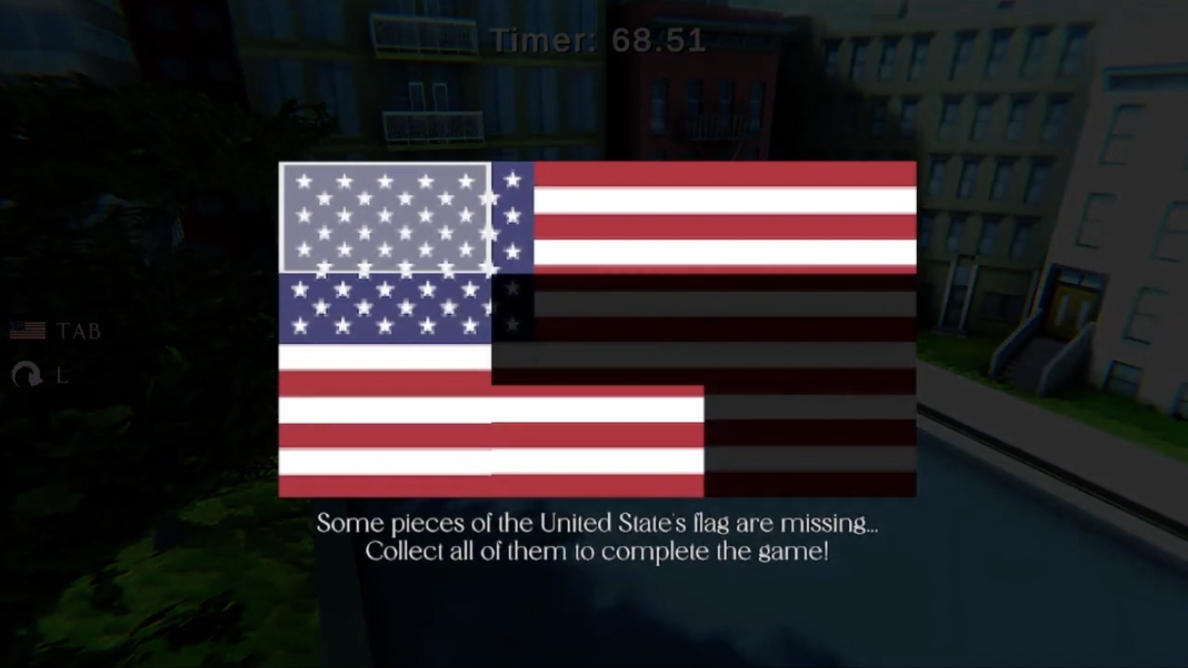 Timer: 68.51
TAB
L
Some pieces of the United State's flag are missing...
Collect all of them to complete the game!